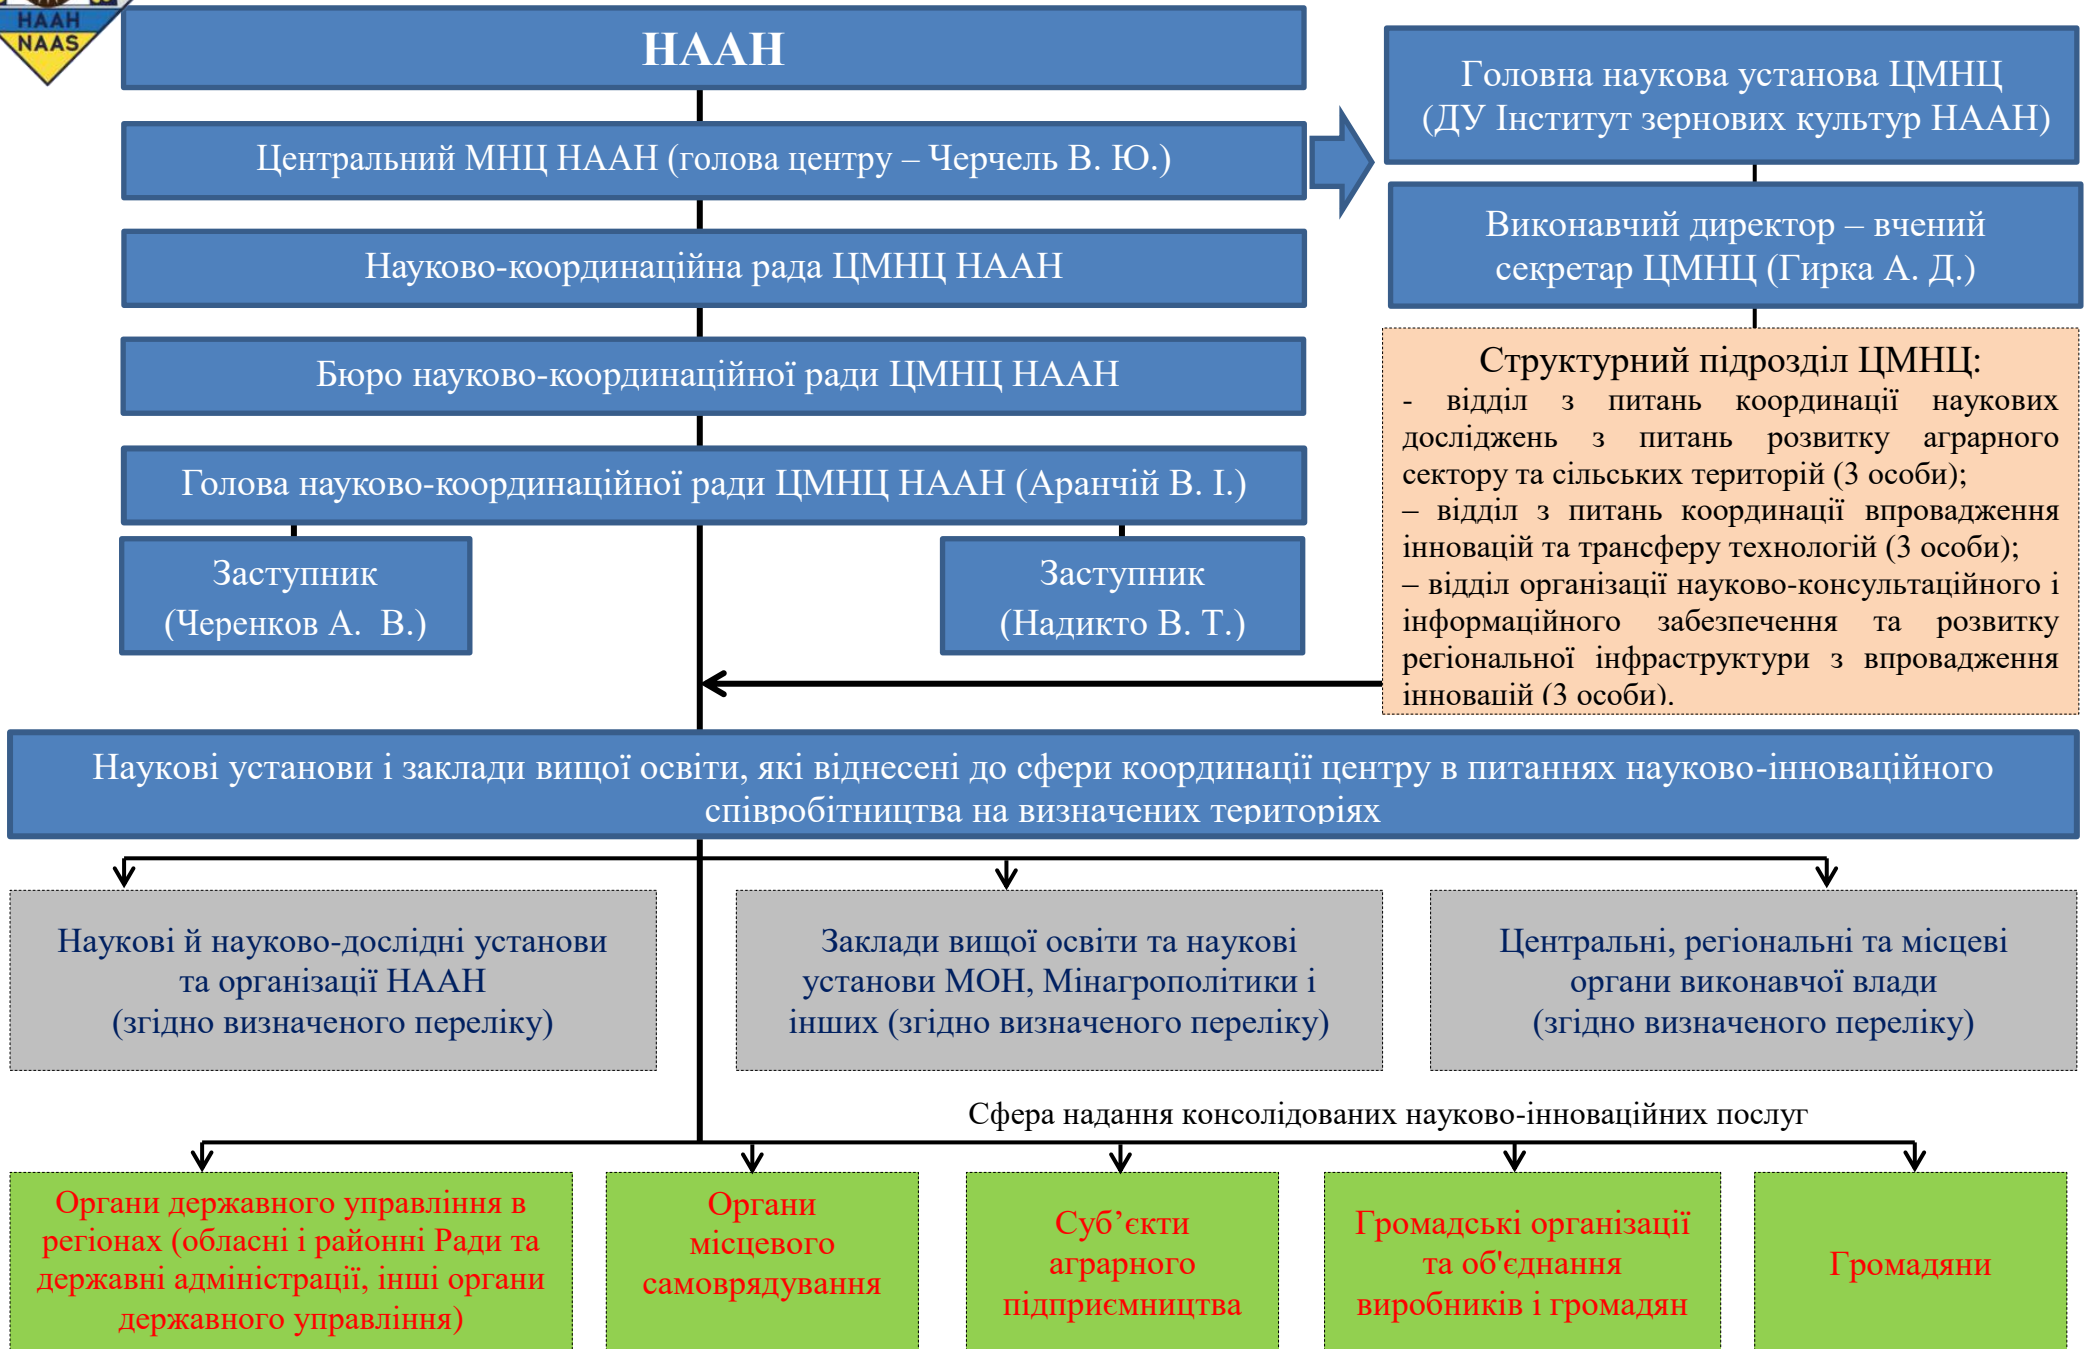 НААН
NAAS
НААН
Центральний МНЦ НААН (голова центру – Черчель В. Ю.)
Науково-координаційна рада ЦМНЦ НААН
Бюро науково-координаційної ради ЦМНЦ НААН
Голова науково-координаційної ради ЦМНЦ НААН (Аранчій В. І.)
Заступник
(Черенков А. В.)
Заступник
(Надикто В. Т.)
Головна наукова установа ЦМНЦ
(ДУ Інститут зернових культур НААН)
Виконавчий директор – вчений
секретар ЦМНЦ (Гирка А. Д.)
Структурний підрозділ ЦМНЦ:
- відділ з питань координації наукових
досліджень з питань розвитку аграрного
сектору та сільських територій (3 особи);
– відділ з питань координації впровадження
інновацій та трансферу технологій (3 особи);
– відділ організації науково-консультаційного і
інформаційного забезпечення та розвитку
регіональної інфраструктури з впровадження
інновацій (3 особи).
Наукові установи і заклади вищої освіти, які віднесені до сфери координації центру в питаннях науково-інноваційного
співробітництва на визначених територіях
Наукові й науково-дослідні установи
та організації НААН
(згідно визначеного переліку)
Заклади вищої освіти та наукові
установи МОН, Мінагрополітики і
інших (згідно визначеного переліку)
Центральні, регіональні та місцеві
органи виконавчої влади
(згідно визначеного переліку)
Сфера надання консолідованих науково-інноваційних послуг
Органи державного управління в
регіонах (обласні і районні Ради та
державні адміністрації, інші органи
державного управління)
Органи
місцевого
самоврядування
Суб’єкти
аграрного
підприємництва
Громадські організації
та об'єднання
виробників і громадян
Громадяни